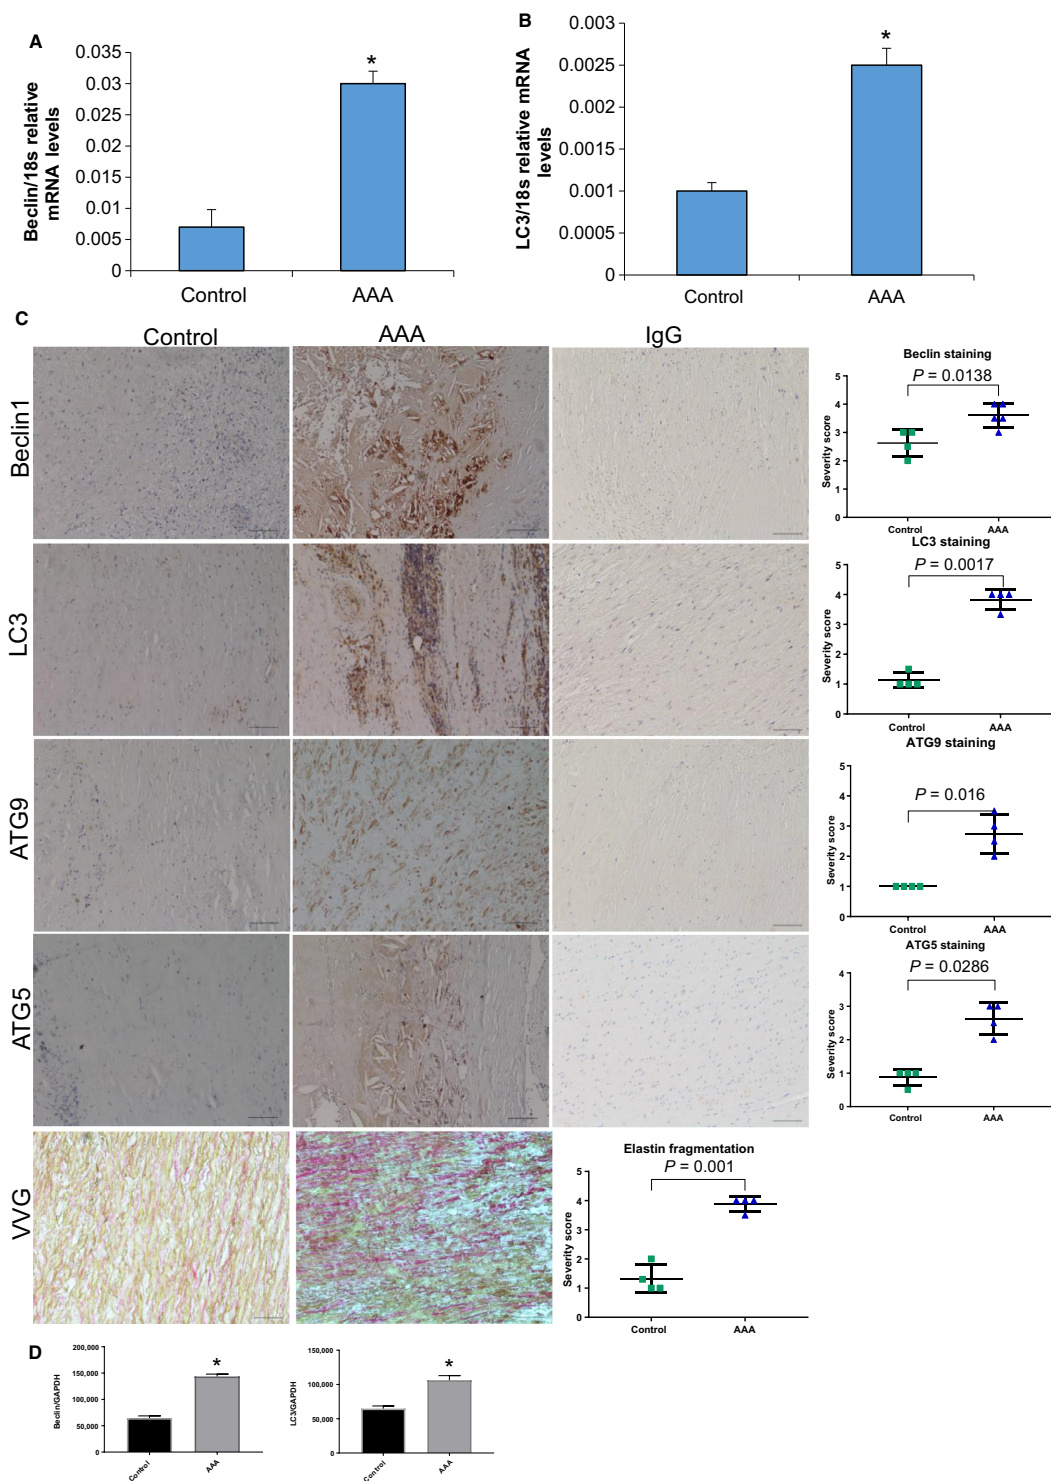 A
Beclin/18s relative
mRNA levels
0.035
0.03
0.025
0.02
0.015
0.01
0.005
0
*
Control
AAA
B
LC3/18s relative mRNA
levels
0.003
0.0025
0.002
0.0015
0.001
0.0005
0
*
Control
AAA
C
Control
AAA
IgG
Beclin1
Beclin staining
P = 0.0138
Severity score
5
4
3
2
1
0
Control
AAA
LC3
LC3 staining
P = 0.0017
Severity score
5
4
3
2
1
0
Control
AAA
ATG9
ATG9 staining
P = 0.016
Severity score
5
4
3
2
1
0
Control
AAA
ATG5
ATG5 staining
P = 0.0286
Severity score
4
3
2
1
0
Control
AAA
VVG
Elastin fragmentation
P = 0.001
Severity score
5
4
3
2
1
0
Control
AAA
D
Beclin/GAPDH
200,000
150,000
100,000
50,000
0
*
Control
AAA
LC3/GAPDH
150,000
100,000
50,000
0
*
Control
AAA